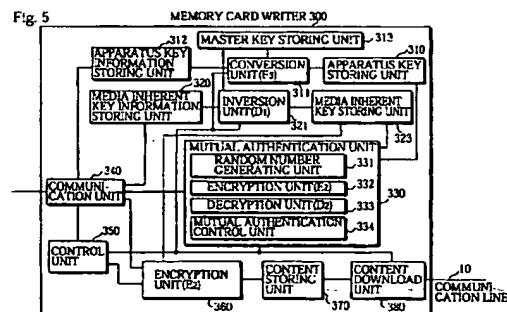 Fig. 5
MEMORY CARD WRITER 300
313
MASTER KEY STORING UNIT
312
APPARATUS KEY
INFORMATION
STORING UNIT
CONVERSION
UNIT(F3)
310
APPARATUS KEY
STORING UNIT
320
311
MEDIA INHERENT
KEY INFORMATION
STORING UNIT
INVERSION
UNIT(D1)
321
MEDIA INHERENT
KEY STORING UNIT
323
MUTUAL AUTHENTICATION UNIT
RANDOM NUMBER
GENERATING UNIT
331
ENCRYPTION UNIT(E2)
332
330
DECRYPTION UNIT(D2)
333
MUTUAL AUTHENTICATION
CONTROL UNIT
334
340
COMMUNI-
CATION UNIT
350
CONTROL
UNIT
ENCRYPTION
UNIT(E2)
360
CONTENT
STORING
UNIT
370
CONTENT
DOWNLOAD
UNIT
380
10
COMMUNICATION
LINE